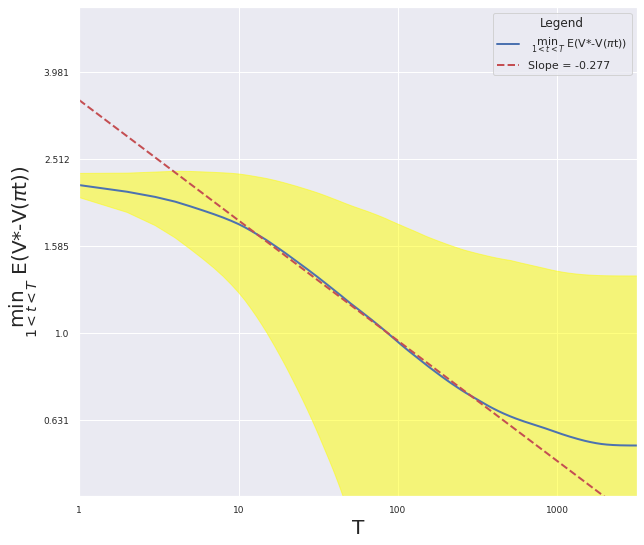 Legend
min E(V*-V(πt))
1<t<T
Slope = -0.277
3.981
2.512
1.585
1.0
0.631
min E(V*-V(πt))
1<t<T
1 10 100 1000
T